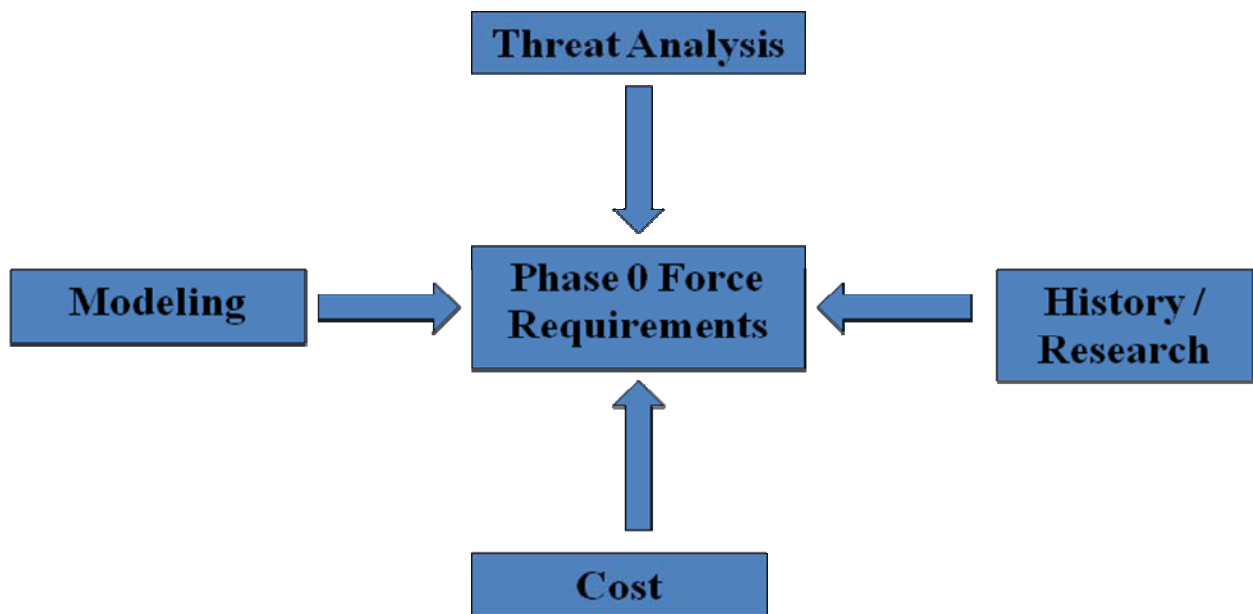 Threat Analysis
Modeling
Phase 0 Force
Requirements
History /
Research
Cost